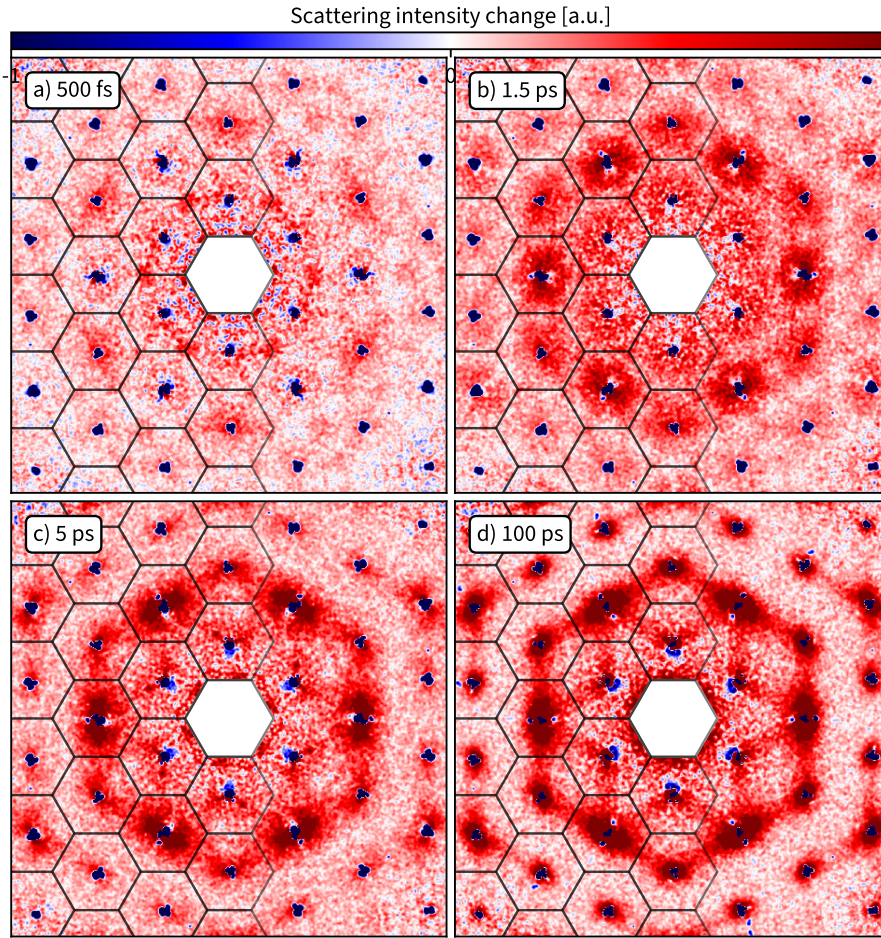 Scattering intensity change [a.u.]
-1
0
a) 500 fs
b) 1.5 ps
c) 5 ps
d) 100 ps